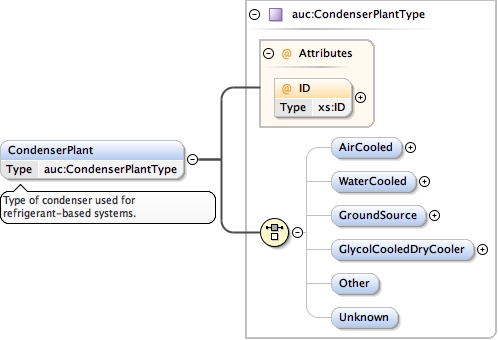 auc:CondenserPlantType
@ Attributes
@ ID
Type xs:ID
CondenserPlant
Type auc:CondenserPlantType
Type of condenser used for
refrigerant-based systems.
AirCooled
WaterCooled
GroundSource
GlycolCooledDryCooler
Other
Unknown